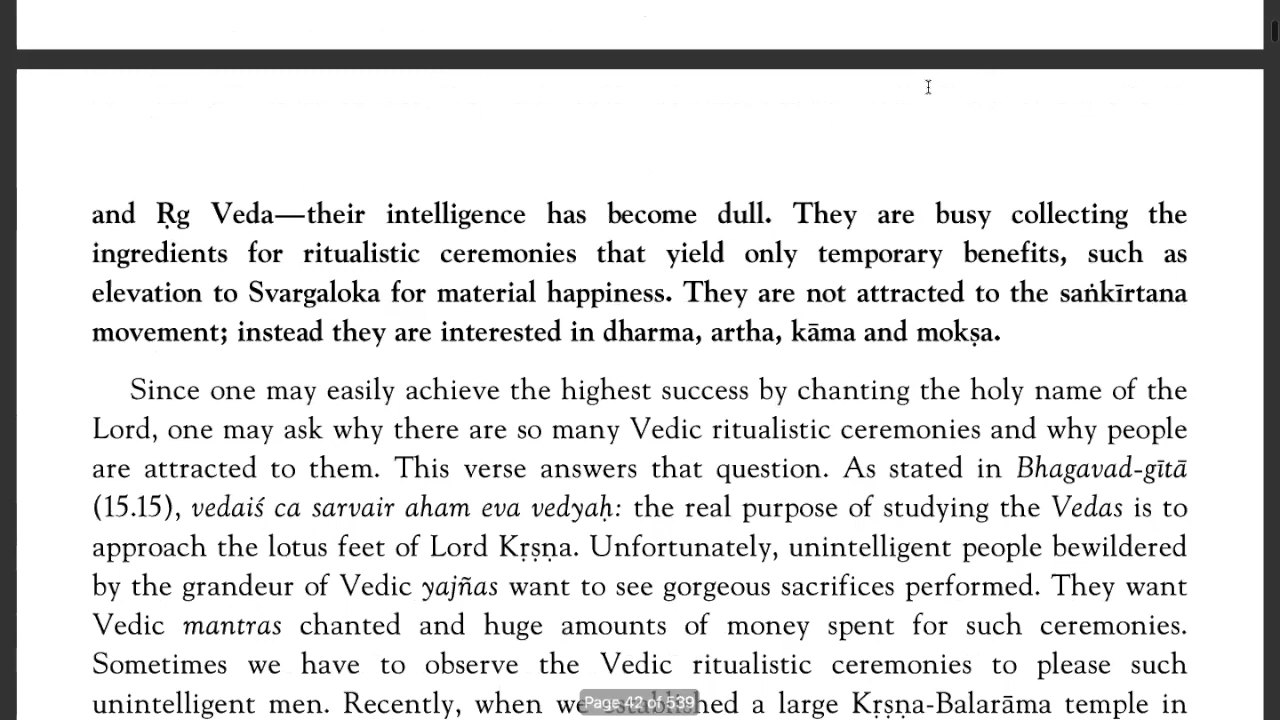 and Ṛg Veda—their intelligence has become dull. They are busy collecting the
ingredients for ritualistic ceremonies that yield only temporary benefits, such as
elevation to Svargaloka for material happiness. They are not attracted to the saṅkīrtana
movement; instead they are interested in dharma, artha, kāma and mokṣa.
Since one may easily achieve the highest success by chanting the holy name of the
Lord, one may ask why there are so many Vedic ritualistic ceremonies and why people
are attracted to them. This verse answers that question. As stated in Bhagavad-gītā
(15.15), vedaiś ca sarvair aham eva vedyaḥ: the real purpose of studying the Vedas is to
approach the lotus feet of Lord Kṛṣṇa. Unfortunately, unintelligent people bewildered
by the grandeur of Vedic yajñas want to see gorgeous sacrifices performed. They want
Vedic mantras chanted and huge amounts of money spent for such ceremonies.
Sometimes we have to observe the Vedic ritualistic ceremonies to please such
unintelligent men. Recently, when we established a large Kṛṣṇa-Balarāma temple in
Page 42 of 539